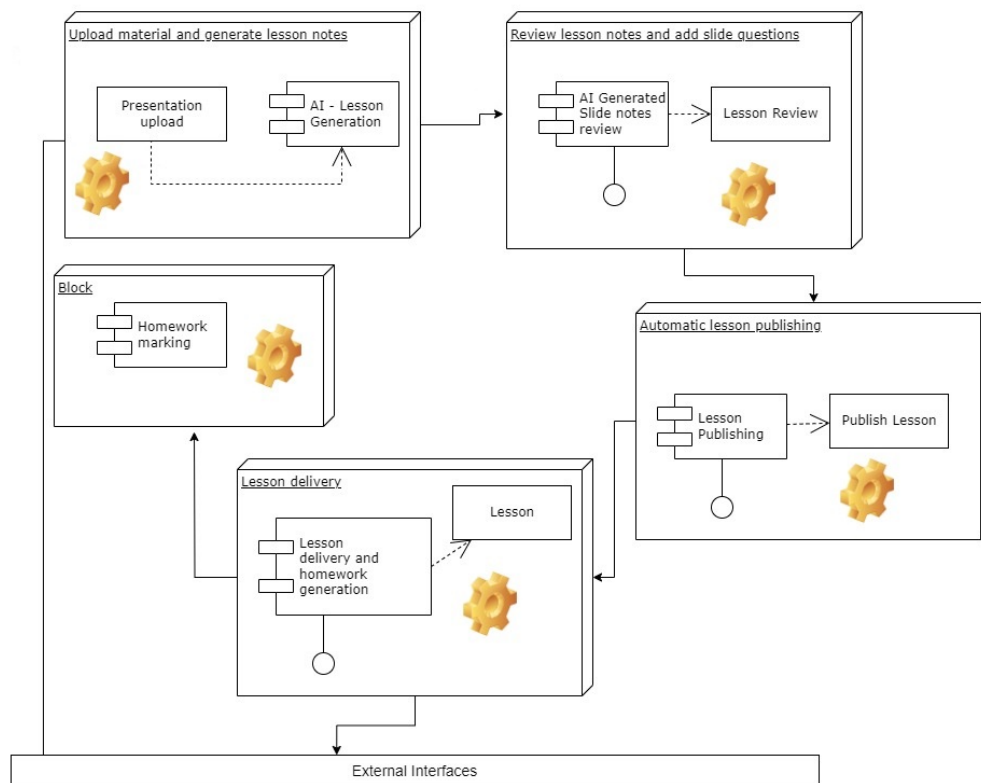 Upload material and generate lesson notes
Presentation
upload
AI - Lesson
Generation
Review lesson notes and add slide questions
AI Generated
Slide notes
review
Lesson Review
Block
Homework
marking
Automatic lesson publishing
Lesson
Publishing
Publish Lesson
Lesson delivery
Lesson
delivery and
homework
generation
Lesson
External Interfaces